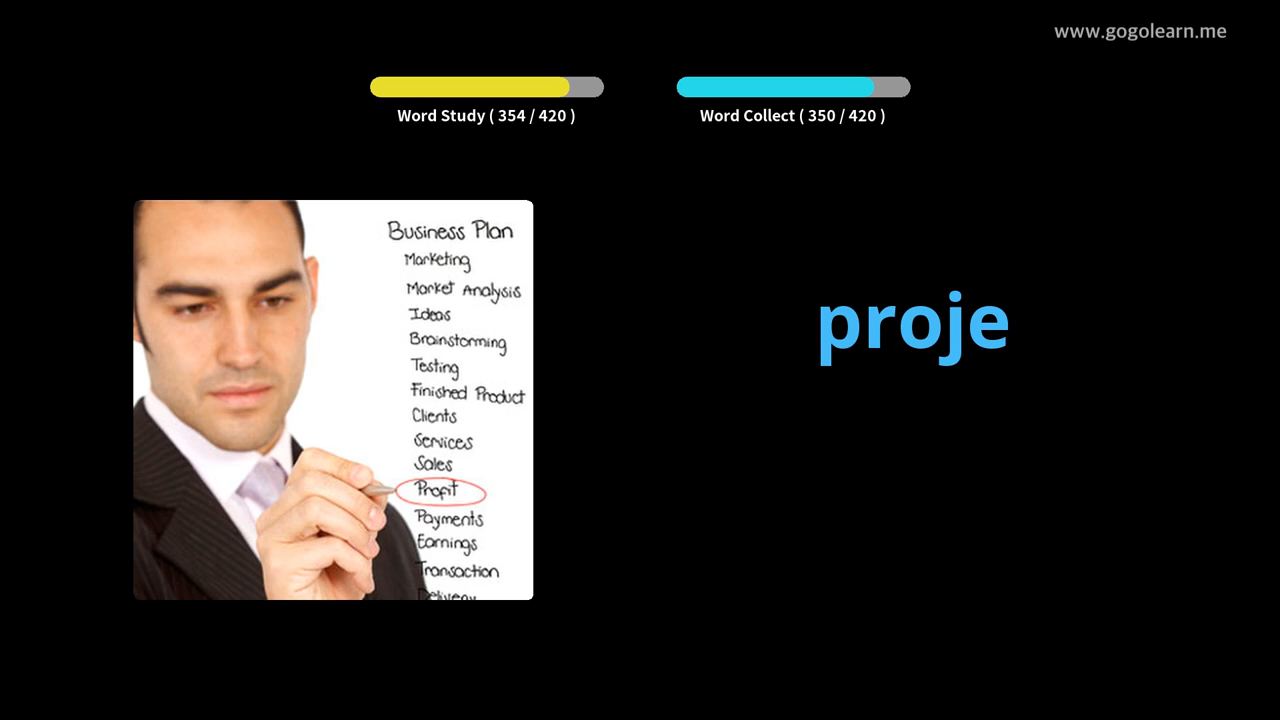 www.gogolearn.me
Word Study ( 354 / 420 )
Word Collect ( 350 / 420 )
Business Plan
Marketing
Market Analysis
Ideas
Brainstorming
Testing
Finished Product
Clients
Services
Sales
Profit
Payments
Earnings
Transaction
Delivery
proje